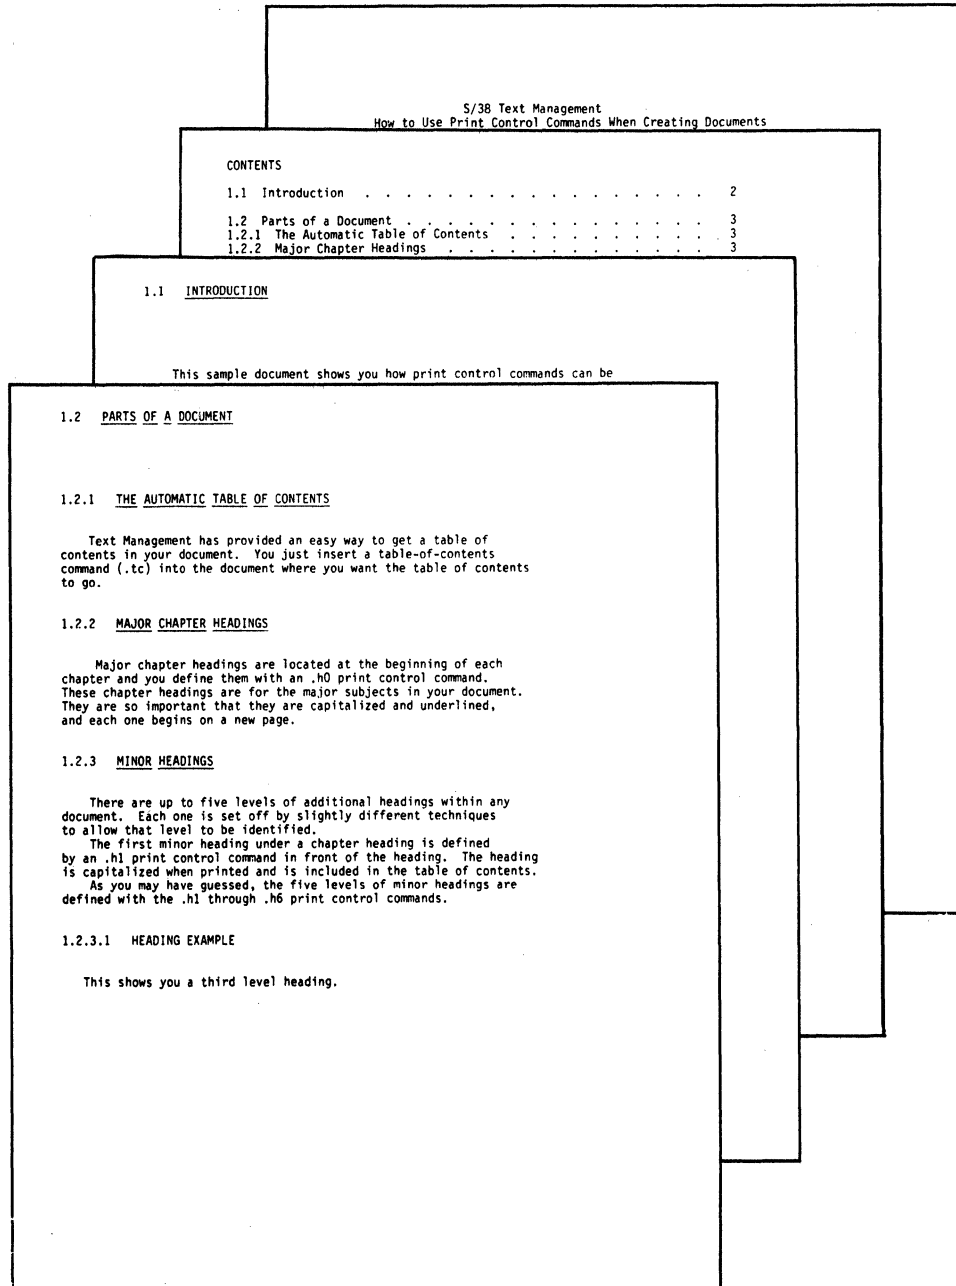 S/38 Text Management
How to Use Print Control Commands When Creating Documents
CONTENTS
1.1 Introduction . . . . . . . . . . . . . . . . . 2
1.2 Parts of a Document . . . . . . . . . . . . . . 3
1.2.1 The Automatic Table of Contents . . . . . . . . . . 3
1.2.2 Major Chapter Headings . . . . . . . . . . . . . 3
1.1 INTRODUCTION
This sample document shows you how print control commands can be
1.2 PARTS OF A DOCUMENT
1.2.1 THE AUTOMATIC TABLE OF CONTENTS
Text Management has provided an easy way to get a table of
contents in your document. You just insert a table-of-contents
command (.tc) into the document where you want the table of contents
to go.
1.2.2 MAJOR CHAPTER HEADINGS
Major chapter headings are located at the beginning of each
chapter and you define them with an .h0 print control command.
These chapter headings are for the major subjects in your document.
They are so important that they are capitalized and underlined,
and each one begins on a new page.
1.2.3 MINOR HEADINGS
There are up to five levels of additional headings within any
document. Each one is set off by slightly different techniques
to allow that level to be identified.
The first minor heading under a chapter heading is defined
by an .h1 print control command in front of the heading. The heading
is capitalized when printed and is included in the table of contents.
As you may have guessed, the five levels of minor headings are
defined with the .h1 through .h6 print control commands.
1.2.3.1 HEADING EXAMPLE
This shows you a third level heading.